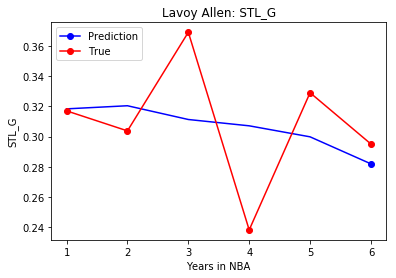 Lavoy Allen: STL_G
Prediction
True
STL_G
0.36
0.34
0.32
0.30
0.28
0.26
0.24
1 2 3 4 5 6
Years in NBA